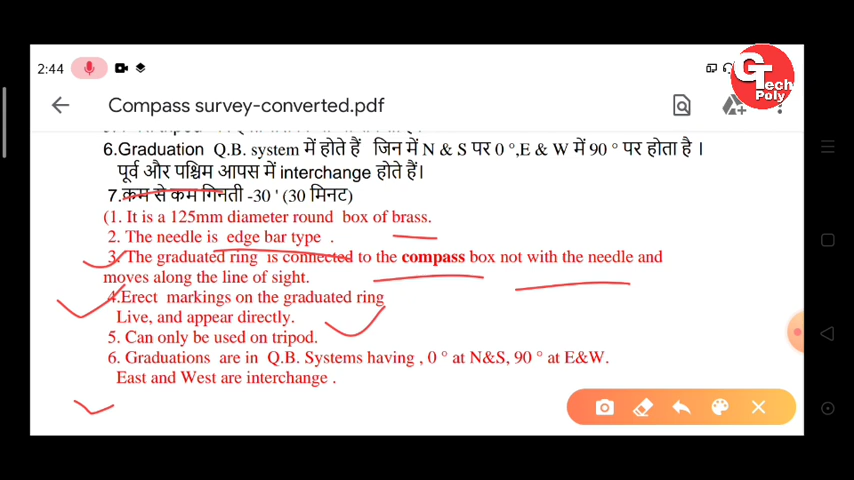 2:44
G Tech Poly
Compass survey-converted.pdf
6.Graduation Q.B. system में होते हैं जिन में N & S पर 0 °,E & W में 90 ° पर होता है ।
पूर्व और पश्चिम आपस में interchange होते हैं।
7.कम से कम गिनती -30 ' (30 मिनट)
(1. It is a 125mm diameter round box of brass.
2. The needle is edge bar type .
3. The graduated ring is connected to the compass box not with the needle and
moves along the line of sight.
4.Erect markings on the graduated ring
Live, and appear directly.
5. Can only be used on tripod.
6. Graduations are in Q.B. Systems having , 0 ° at N&S, 90 ° at E&W.
East and West are interchange .